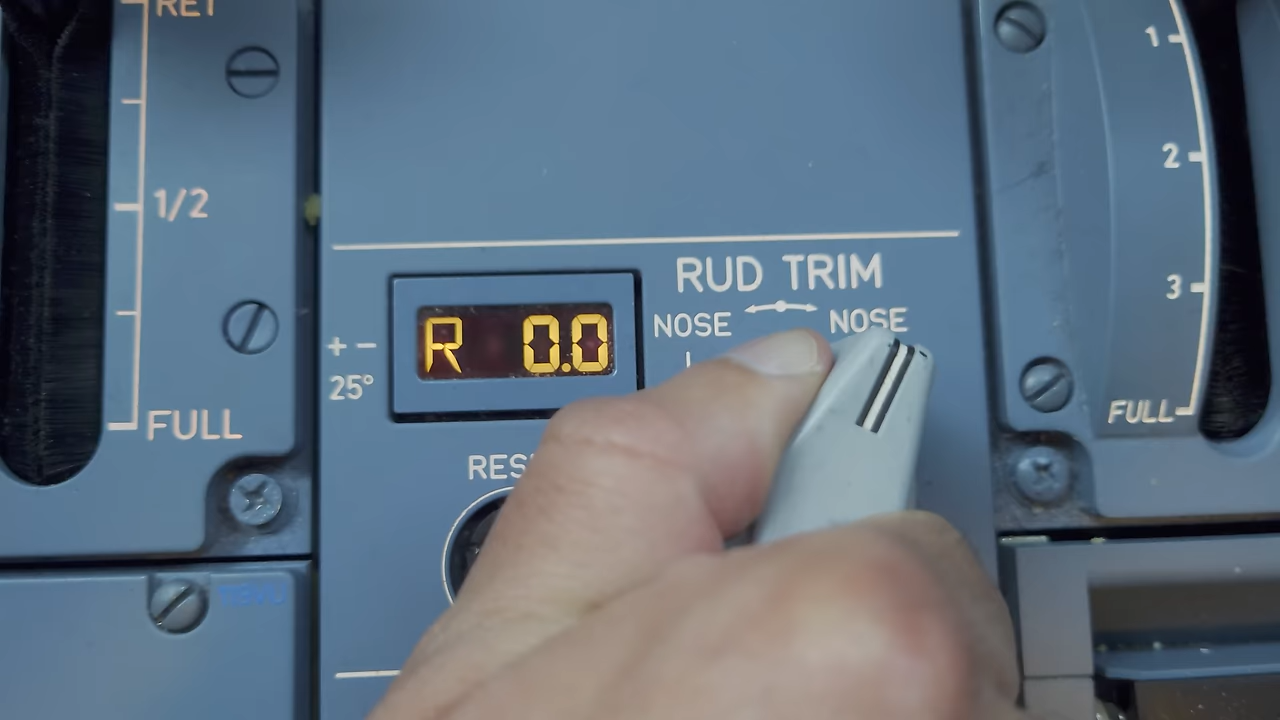 RET
1/2
FULL
+ -
25°
R 0.0
RUD TRIM
NOSE NOSE
1
2
3
FULL